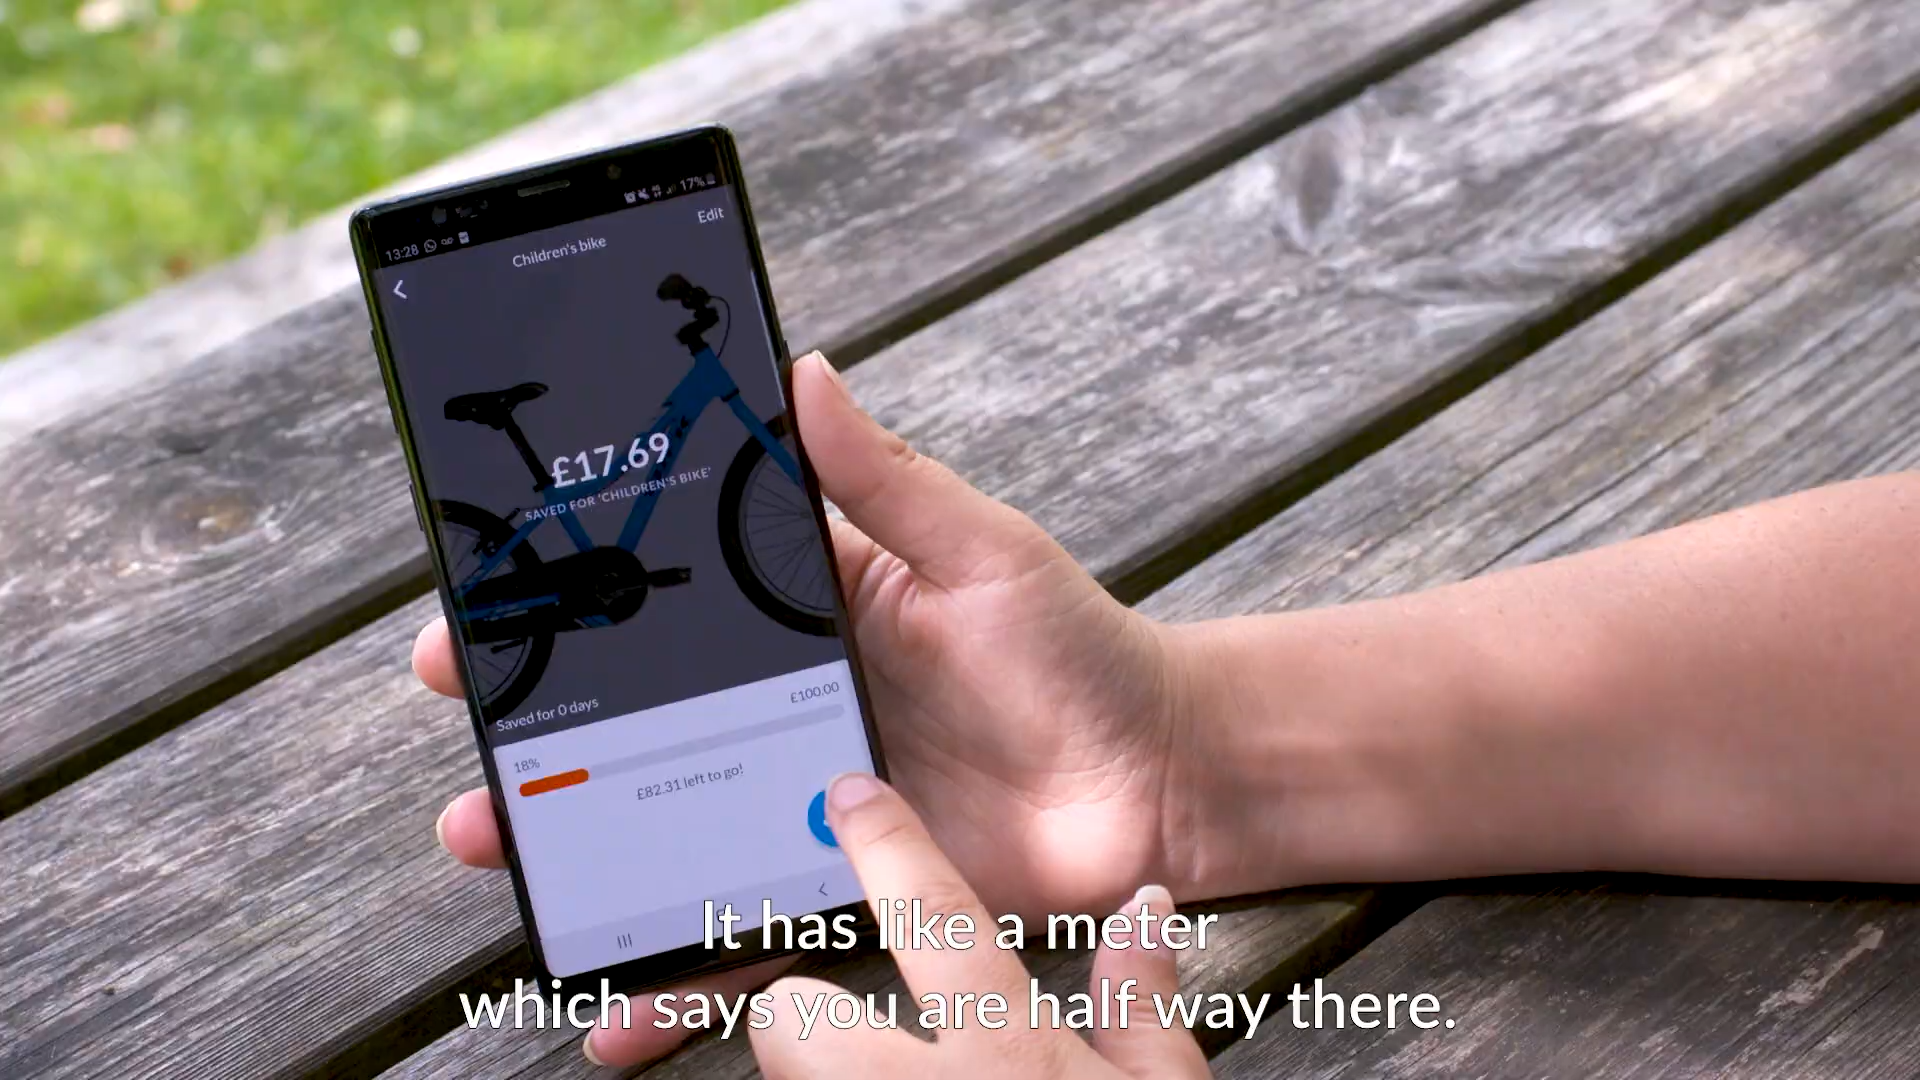 17%
13:28
Edit
Children's bike
£17.69
SAVED FOR 'CHILDREN'S BIKE'
Saved for 0 days
£100.00
18%
£82.31 left to go!
It has like a meter
which says you are half way there.